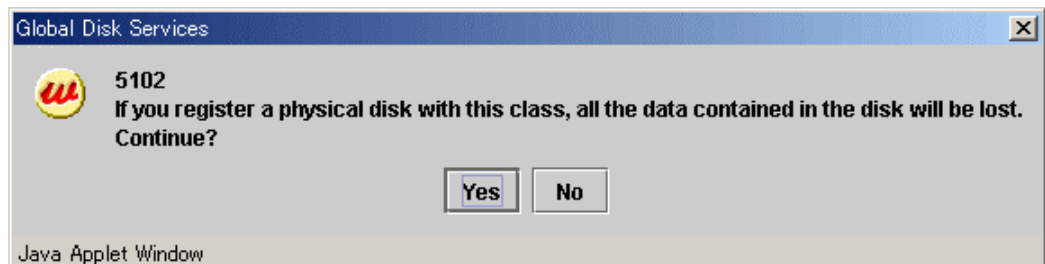 Global Disk Services
5102
If you register a physical disk with this class, all the data contained in the disk will be lost.
Continue?
Yes No
Java Applet Window